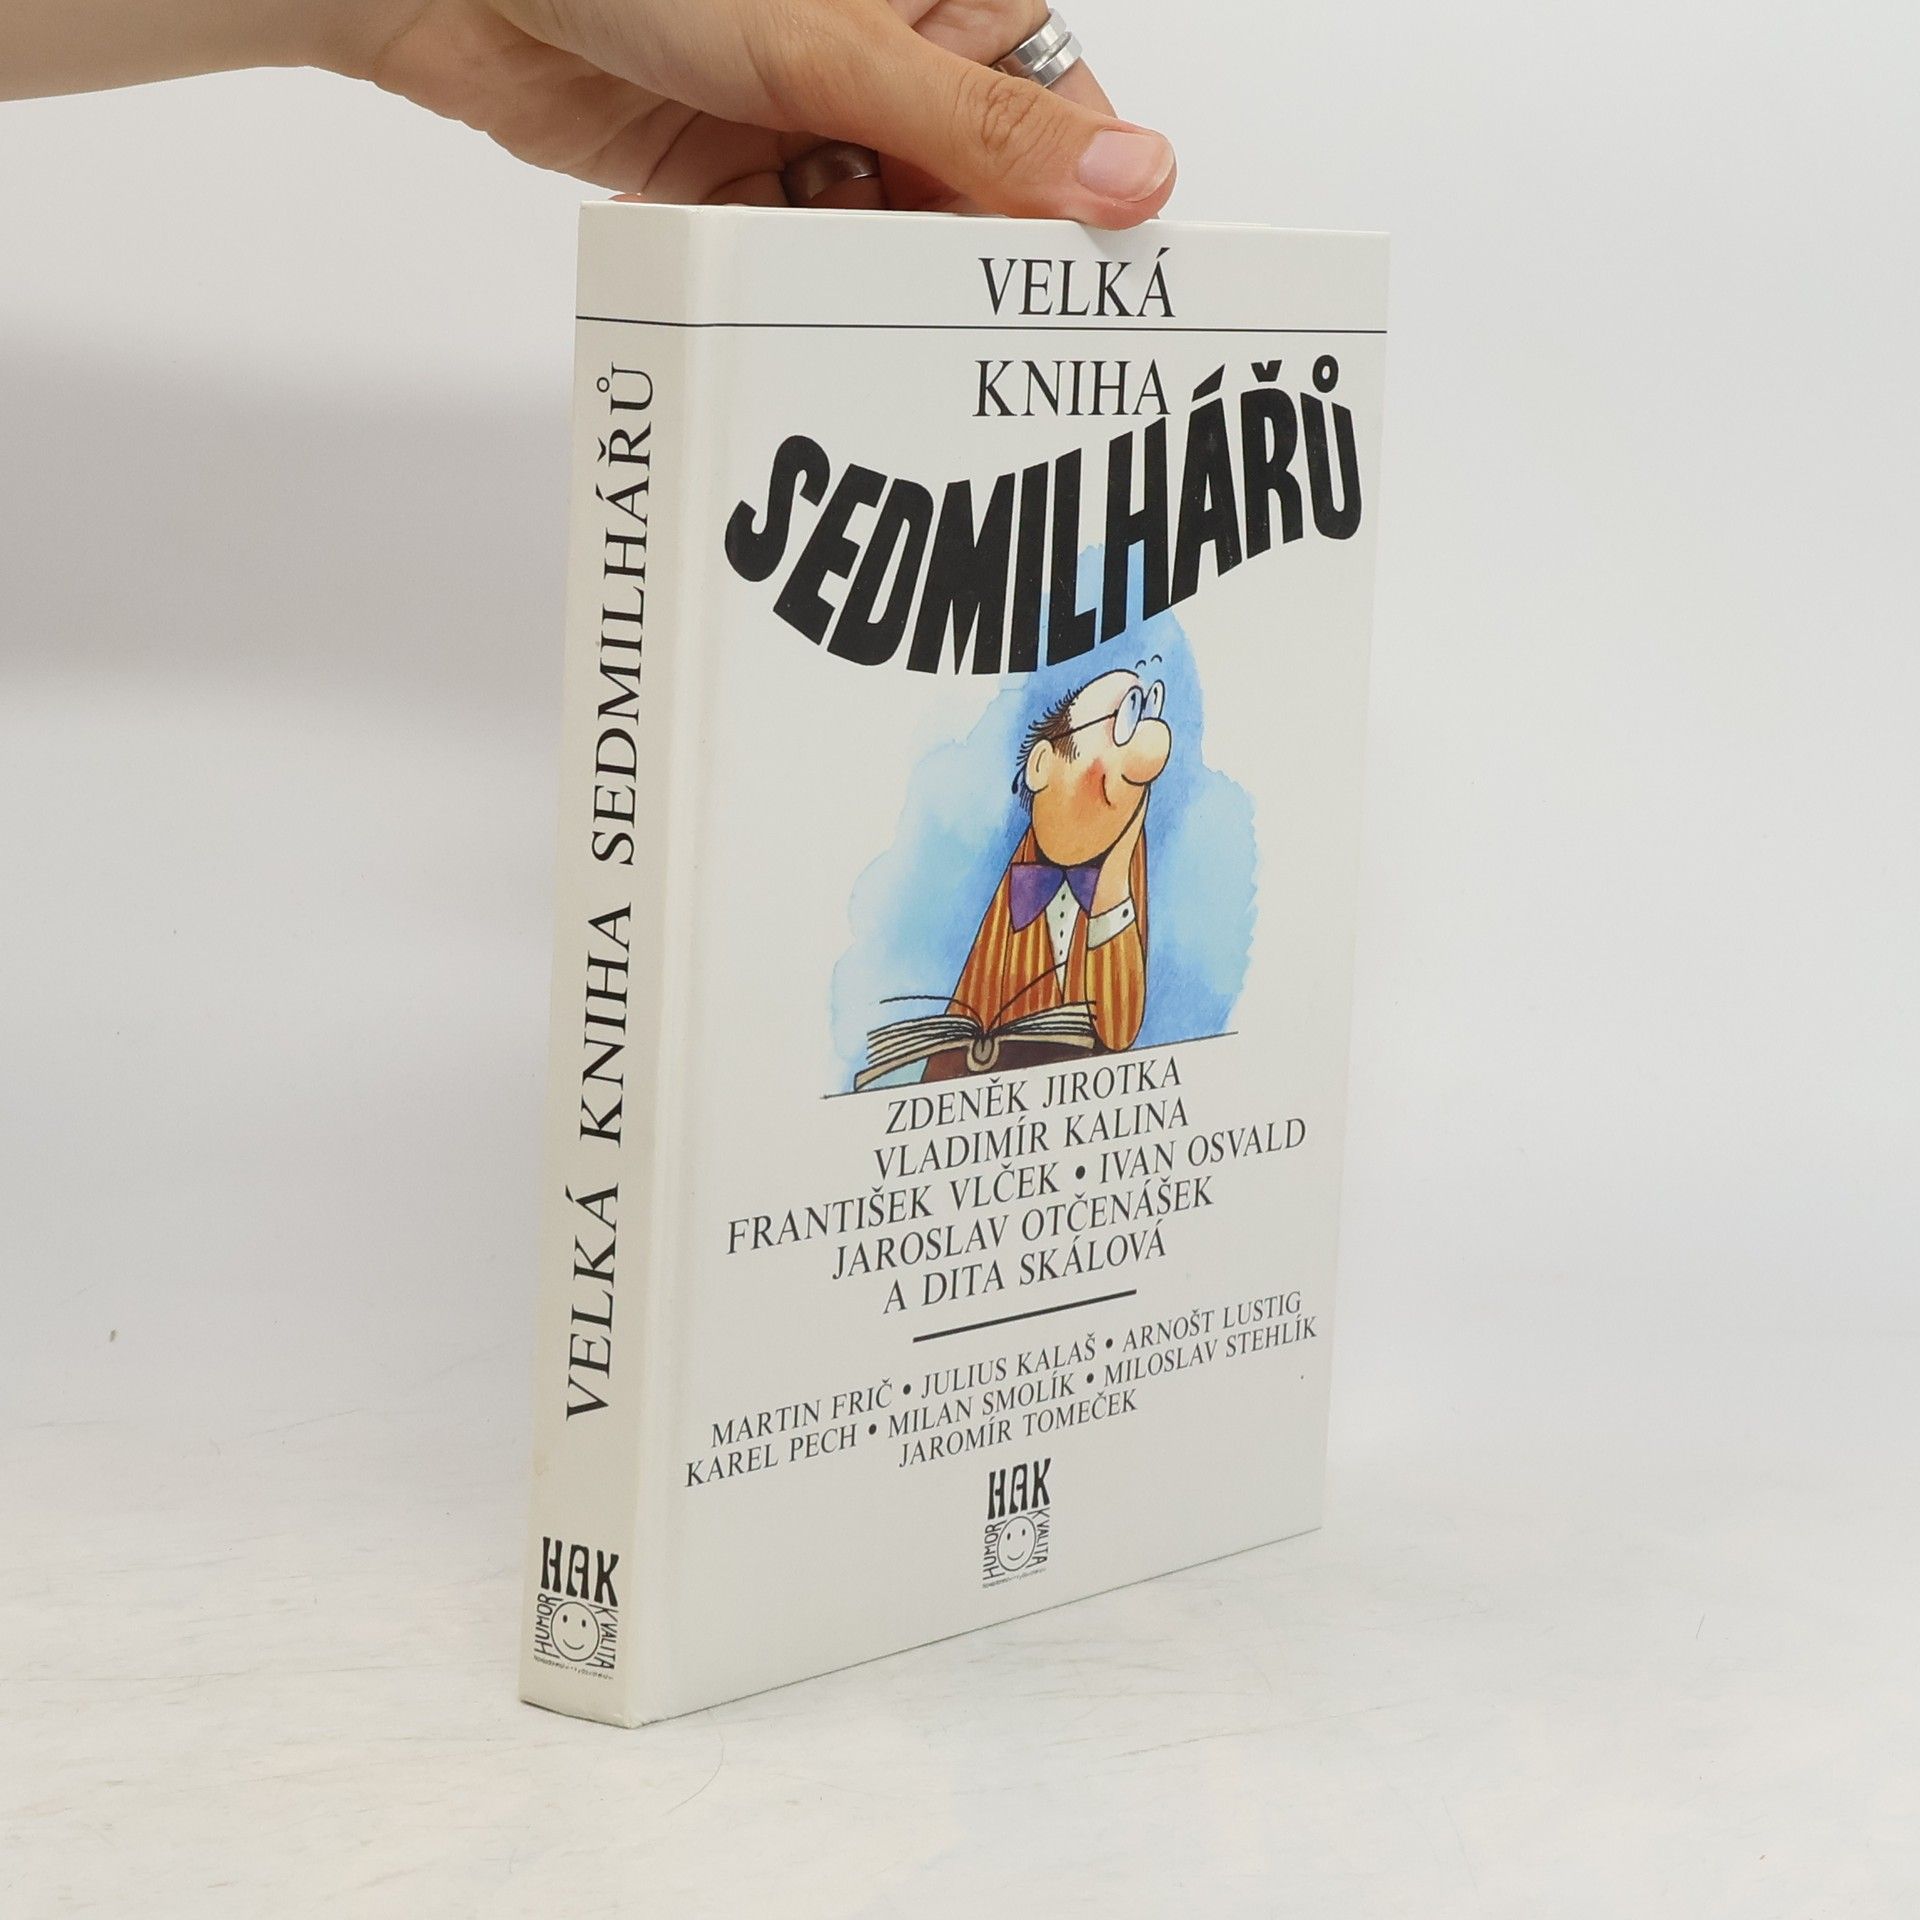 VELKÁ
KNIHA
SEDMILHÁŘŮ
ZDENĚK JIROTKA
VLADIMÍR KALINA
FRANTIŠEK VLČEK • IVAN OSVALD
JAROSLAV OTČENÁŠEK
A DITA SKÁLOVÁ
MARTIN FRIČ • JULIUS KALAŠ • ARNOŠT LUSTIG
KAREL PECH • MILAN SMOLÍK • MILOSLAV STEHLÍK
JAROMÍR TOMEČEK
HAK
HUMOR
KVALITA
VELKÁ KNIHA SEDMILHÁŘŮ
HAK
HUMOR
KVALITA